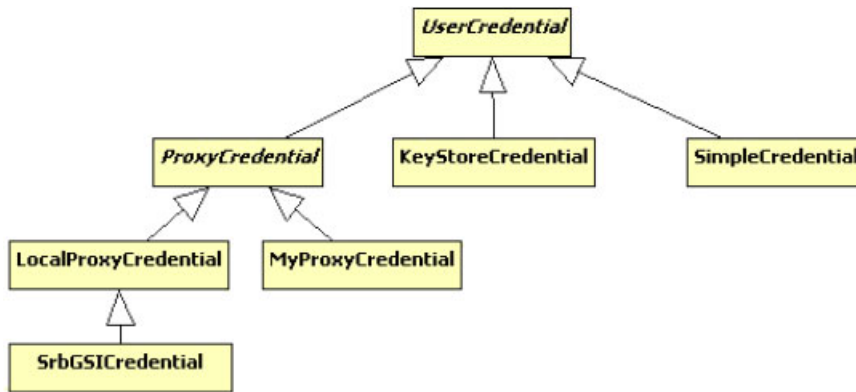 UserCredential
ProxyCredential
KeyStoreCredential
SimpleCredential
LocalProxyCredential
MyProxyCredential
SrbGSICredential